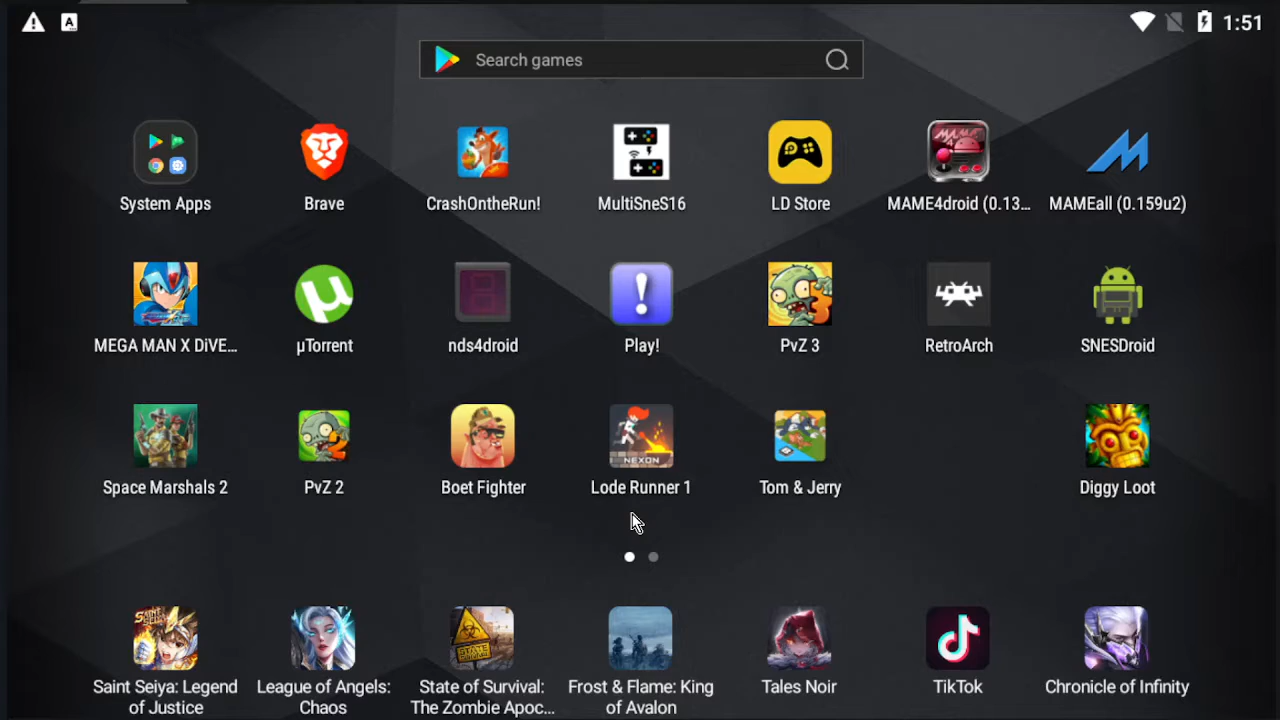 A
1:51
Search games
System Apps
Brave
CrashOntheRun!
MultiSneS16
LD Store
MAME4droid (0.13…
MAMEall (0.159u2)
MEGA MAN X DiVE…
µTorrent
nds4droid
Play!
PvZ 3
RetroArch
SNESDroid
NEXON
Space Marshals 2
PvZ 2
Boet Fighter
Lode Runner 1
Tom & Jerry
Diggy Loot
Saint Seiya: Legend
of Justice
League of Angels:
Chaos
State of Survival:
The Zombie Apoc…
Frost & Flame: King
of Avalon
Tales Noir
TikTok
Chronicle of Infinity